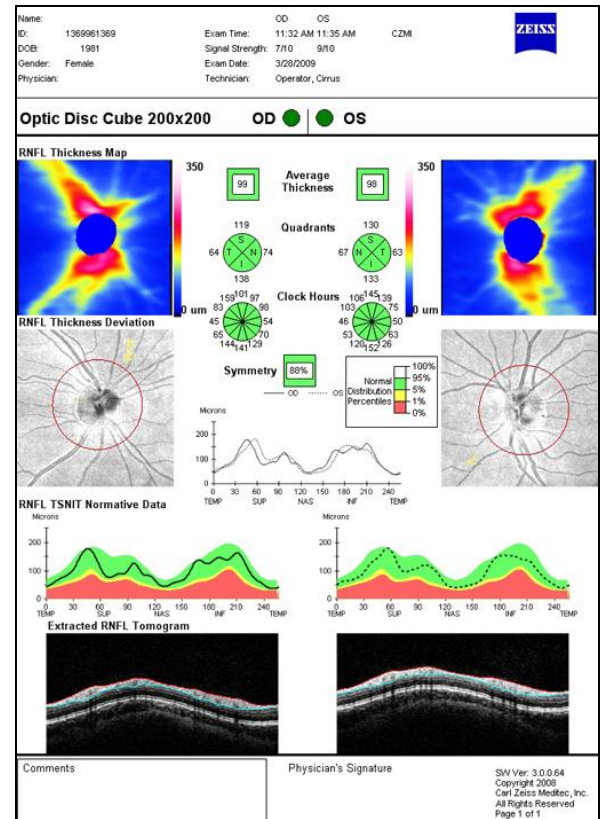 Name: OD OS
ID: 1369961369 Exam Time: 11:32 AM 11:35 AM CZMI
DOB: 1981 Signal Strength: 7/10 9/10
Gender: Female Exam Date: 3/28/2009
Physician: Technician: Operator, Cirrus
ZEISS
Optic Disc Cube 200x200 OD OS
RNFL Thickness Map
350
0 um
99 Average Thickness 98
350
0 um
Quadrants
119
S
64 T N 74
I
138
130
S
67 N T 63
I
133
Clock Hours
159 101 97
83 98
45 54
65 70
144 141 129
106 145 139
103 75
46 50
53 63
120 152 26
RNFL Thickness Deviation
Symmetry 88%
OD OS
Normal Distribution Percentiles
100%
95%
5%
1%
0%
Microns
200
100
0
0 30 60 90 120 150 180 210 240
TEMP SUP NAS INF TEMP
RNFL TSNIT Normative Data
Microns Microns
200 200
100 100
0 0
0 30 60 90 120 150 180 210 240 0 30 60 90 120 150 180 210 240
TEMP SUP NAS INF TEMP TEMP SUP NAS INF TEMP
Extracted RNFL Tomogram
Comments Physician's Signature
SW Ver: 3.0.0.64
Copyright 2008
Carl Zeiss Meditec, Inc.
All Rights Reserved
Page 1 of 1